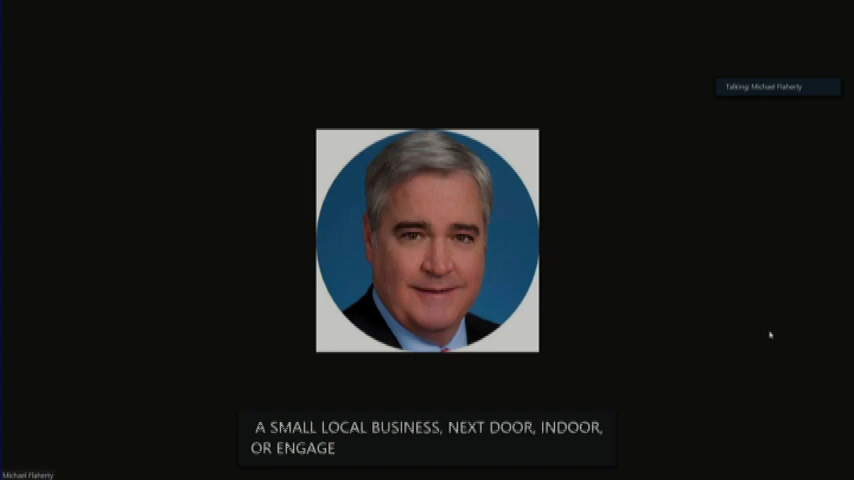 Talking: Michael Flaherty
A SMALL LOCAL BUSINESS, NEXT DOOR, INDOOR,
OR ENGAGE
Michael Flaherty